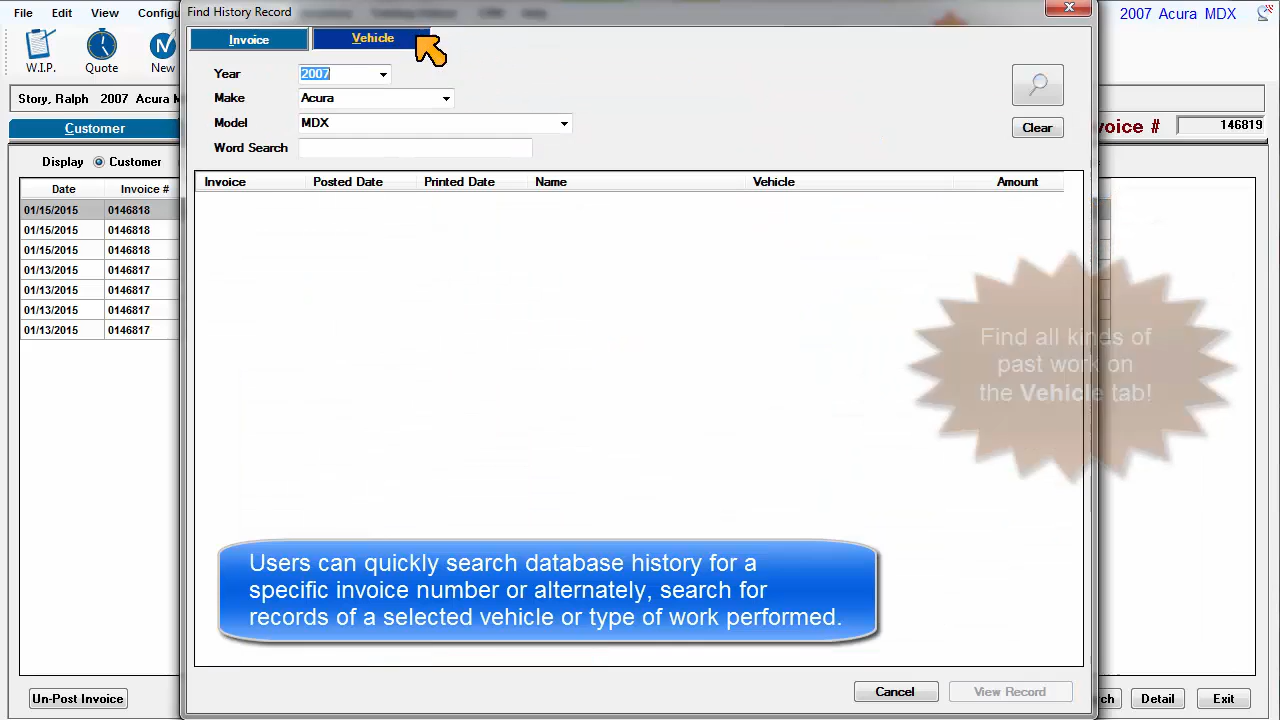 File Edit View Configu
Find History Record
2007 Acura MDX
W.I.P. Quote New
Invoice Vehicle
Year 2007
Make Acura
Model MDX
Word Search
Clear
Story, Ralph 2007 Acura M
Customer
voice # 146819
Display Customer
Date Invoice #
01/15/2015 0146818
01/15/2015 0146818
01/15/2015 0146818
01/13/2015 0146817
01/13/2015 0146817
01/13/2015 0146817
01/13/2015 0146817
Invoice Posted Date Printed Date Name Vehicle Amount
Find all kinds of
past work on
the Vehicle tab!
Users can quickly search database history for a
specific invoice number or alternately, search for
records of a selected vehicle or type of work performed.
Cancel View Record
Un-Post Invoice
ch Detail Exit